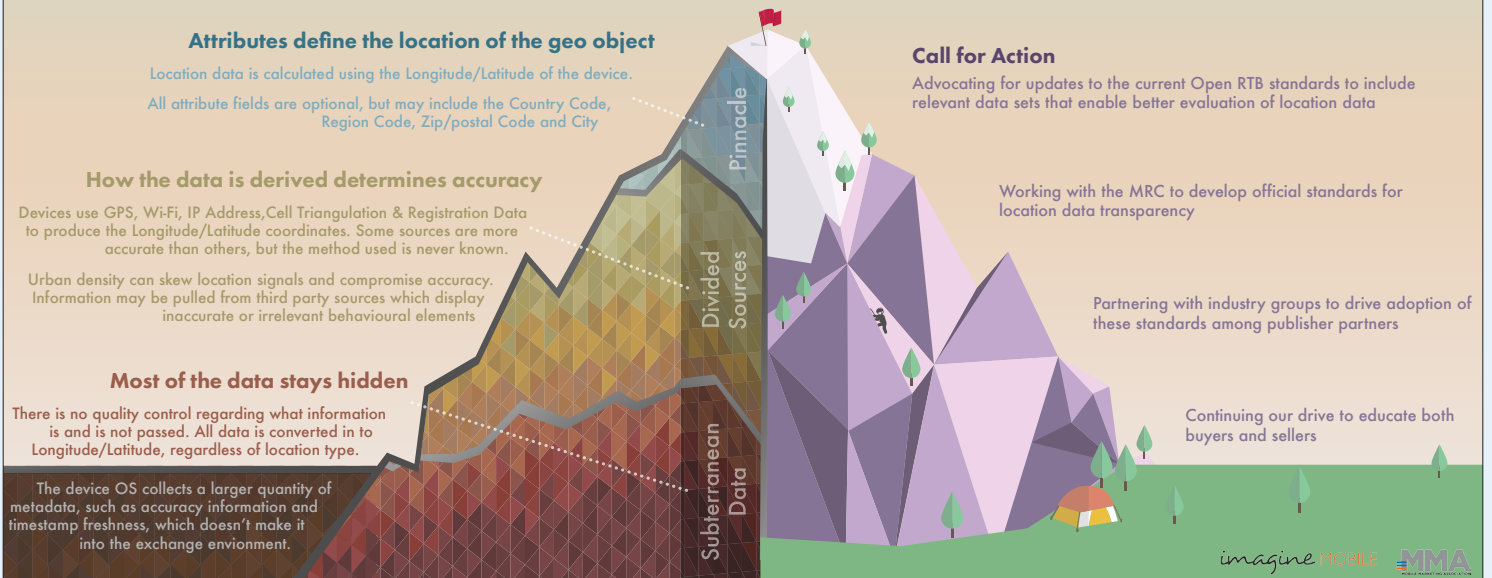 Attributes define the location of the geo object
Location data is calculated using the Longitude/Latitude of the device.
All attribute fields are optional, but may include the Country Code,
Region Code, Zip/postal Code and City
How the data is derived determines accuracy
Devices use GPS, Wi-Fi, IP Address,Cell Triangulation & Registration Data
to produce the Longitude/Latitude coordinates. Some sources are more
accurate than others, but the method used is never known.
Urban density can skew location signals and compromise accuracy.
Information may be pulled from third party sources which display
inaccurate or irrelevant behavioural elements
Most of the data stays hidden
There is no quality control regarding what information
is and is not passed. All data is converted in to
Longitude/Latitude, regardless of location type.
The device OS collects a larger quantity of
metadata, such as accuracy information and
timestamp freshness, which doesn't make it
into the exchange envionment.
Pinnacle
Divided
Sources
Subterranean
Data
Call for Action
Advocating for updates to the current Open RTB standards to include
relevant data sets that enable better evaluation of location data
Working with the MRC to develop official standards for
location data transparency
Partnering with industry groups to drive adoption of
these standards among publisher partners
Continuing our drive to educate both
buyers and sellers
imagine MOBILE
MMA
MOBILE MARKETING ASSOCIATION